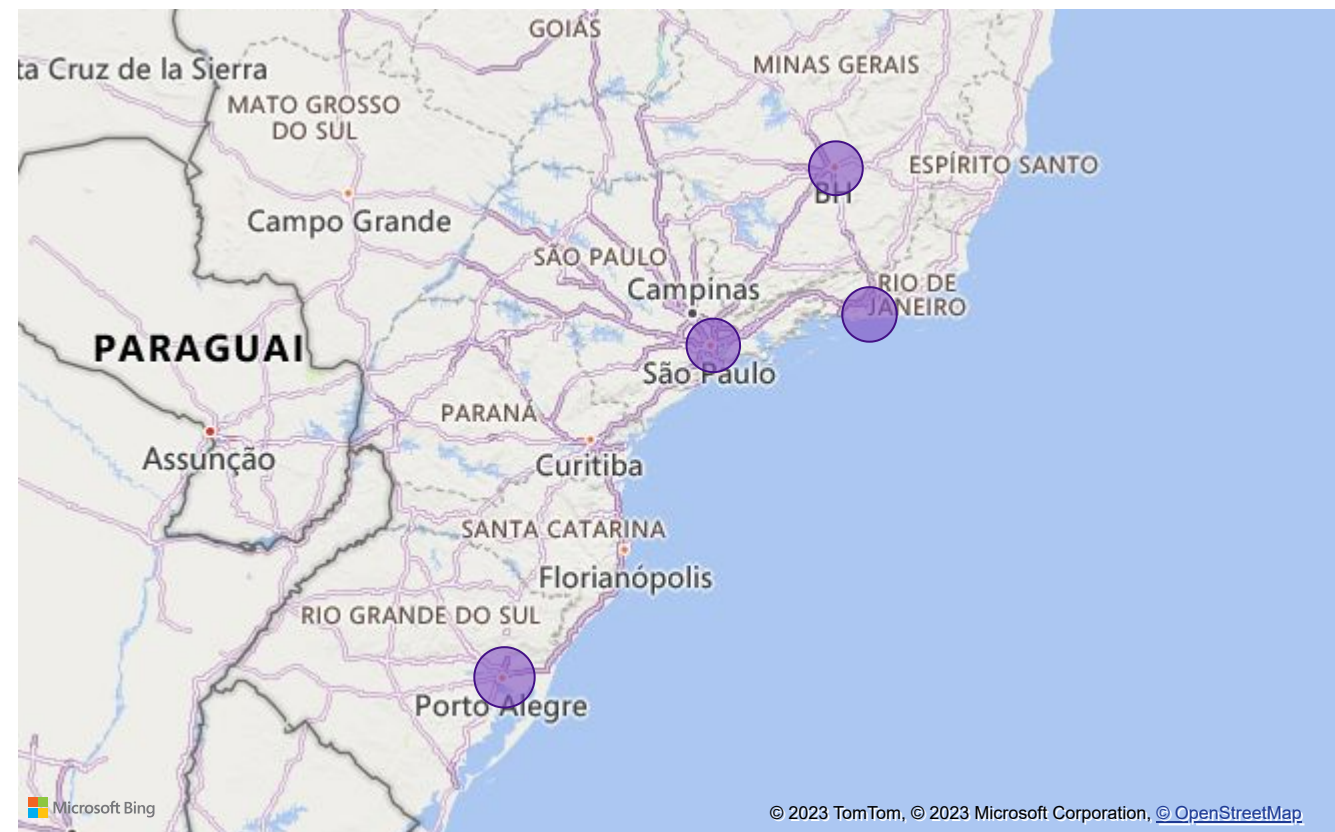 GOIÁS
MINAS GERAIS
ta Cruz de la Sierra
MATO GROSSO
DO SUL
ESPÍRITO SANTO
BH
Campo Grande
SÃO PAULO
Campinas
RIO DE
JANEIRO
PARAGUAI
São Paulo
PARANÁ
Assunção
Curitiba
SANTA CATARINA
Florianópolis
RIO GRANDE DO SUL
Porto Alegre
Microsoft Bing
© 2023 TomTom, © 2023 Microsoft Corporation, © OpenStreetMap